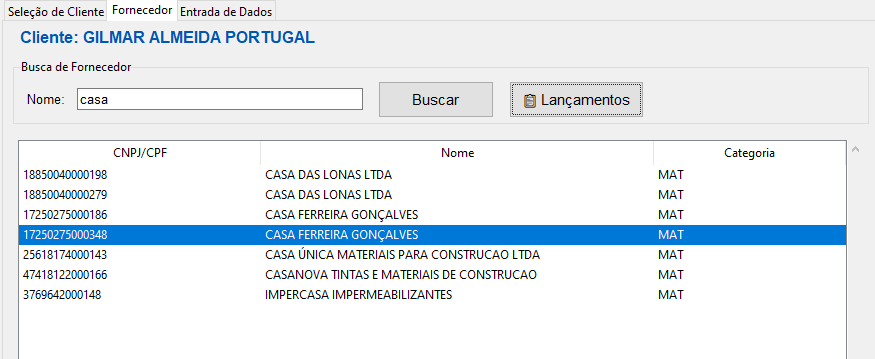 Seleção de Cliente Fornecedor Entrada de Dados
Cliente: GILMAR ALMEIDA PORTUGAL
Busca de Fornecedor
Nome: casa Buscar Lançamentos
CNPJ/CPF Nome Categoria
18850040000198 CASA DAS LONAS LTDA MAT
18850040000279 CASA DAS LONAS LTDA MAT
17250275000186 CASA FERREIRA GONÇALVES MAT
17250275000348 CASA FERREIRA GONÇALVES MAT
25618174000143 CASA ÚNICA MATERIAIS PARA CONSTRUCAO LTDA MAT
47418122000166 CASANOVA TINTAS E MATERIAIS DE CONSTRUCAO MAT
3769642000148 IMPERCASA IMPERMEABILIZANTES MAT